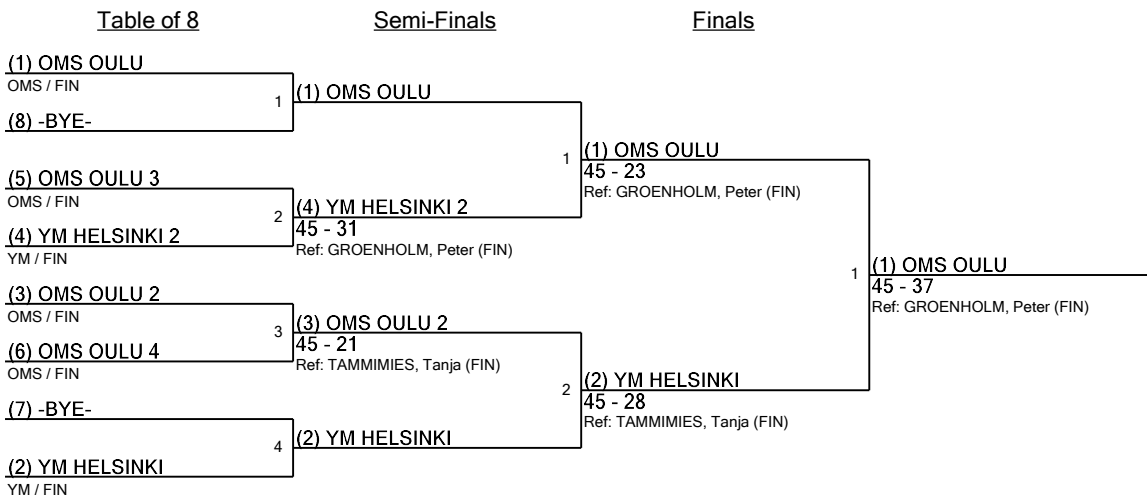 Table of 8
Semi-Finals
Finals
(1) OMS OULU
OMS / FIN
1
(8) -BYE-
(5) OMS OULU 3
OMS / FIN
2
(4) YM HELSINKI 2
YM / FIN
(3) OMS OULU 2
OMS / FIN
3
(6) OMS OULU 4
OMS / FIN
(7) -BYE-
4
(2) YM HELSINKI
YM / FIN
(1) OMS OULU
1
(4) YM HELSINKI 2
45 - 31
Ref: GROENHOLM, Peter (FIN)
(3) OMS OULU 2
45 - 21
Ref: TAMMIMIES, Tanja (FIN)
2
(2) YM HELSINKI
(1) OMS OULU
45 - 23
Ref: GROENHOLM, Peter (FIN)
1
(2) YM HELSINKI
45 - 28
Ref: TAMMIMIES, Tanja (FIN)
(1) OMS OULU
45 - 37
Ref: GROENHOLM, Peter (FIN)